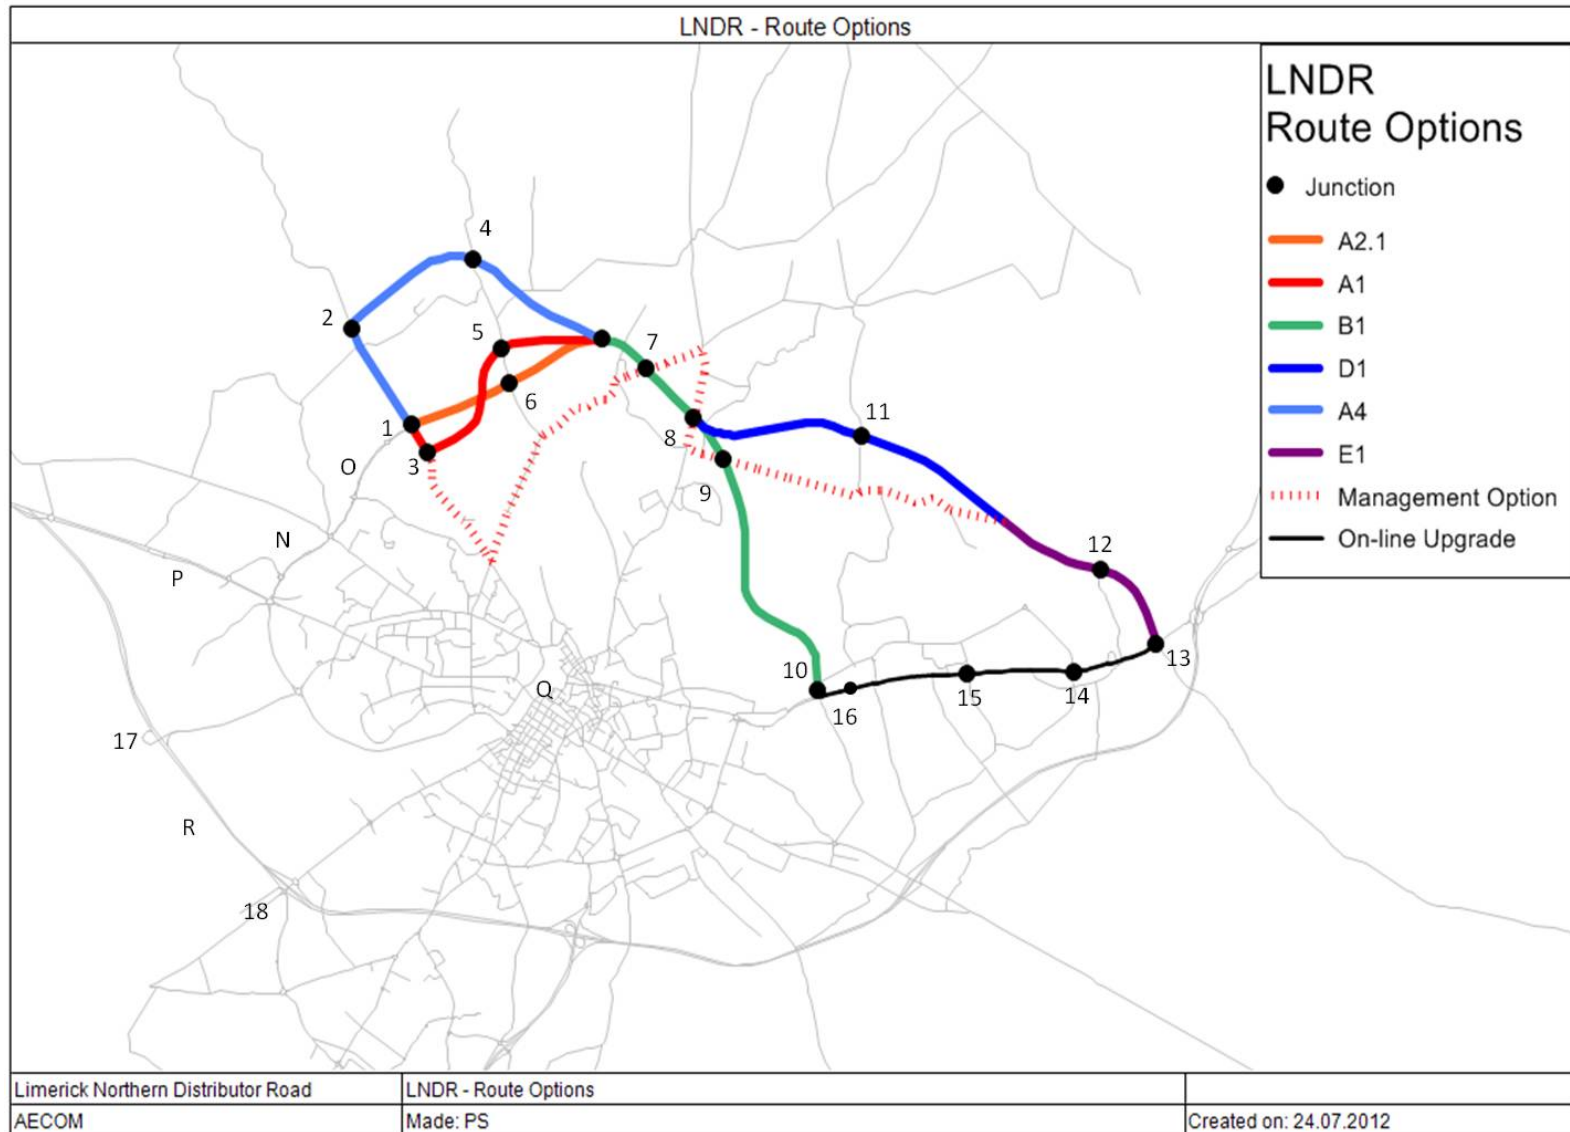 LNDR - Route Options
LNDR
Route Options
Junction
A2.1
A1
B1
D1
A4
E1
Management Option
On-line Upgrade
4
2
5
7
6
1
8
3
11
O
9
N
12
P
13
10
Q
14
15
16
17
R
18
Limerick Northern Distributor Road
LNDR - Route Options
AECOM
Made: PS
Created on: 24.07.2012